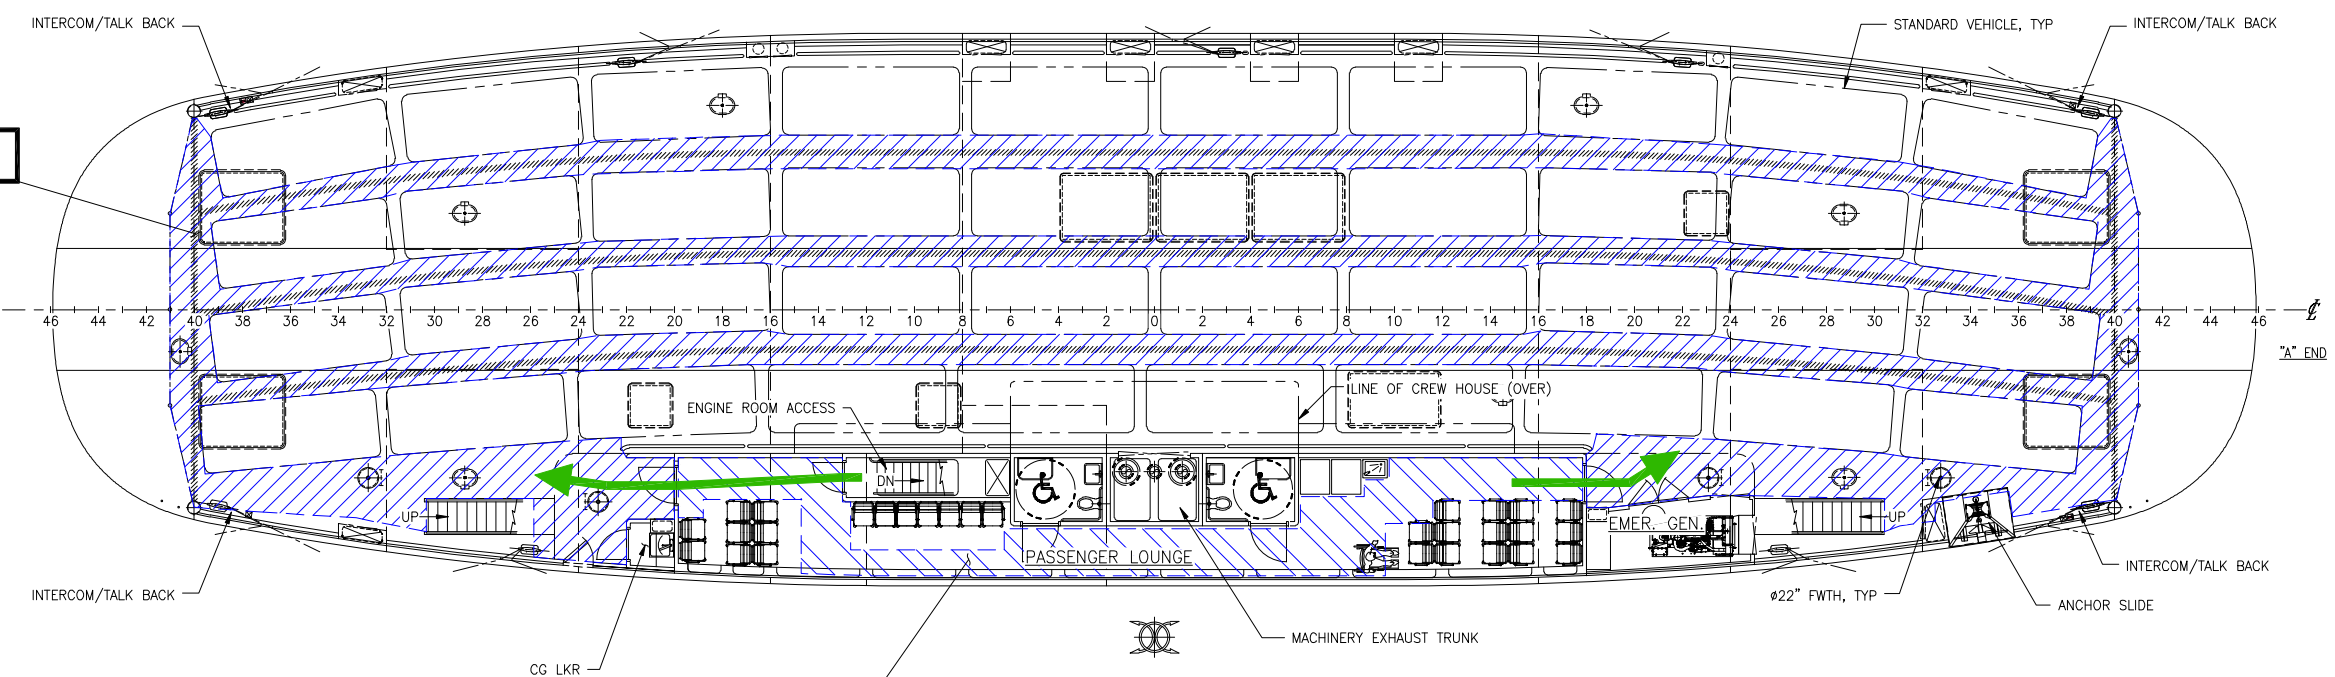 INTERCOM/TALK BACK
STANDARD VEHICLE, TYP
INTERCOM/TALK BACK
46 44 42 40 38 36 34 32 30 28 26 24 22 20 18 16 14 12 10 8 6 4 2 0 2 4 6 8 10 12 14 16 18 20 22 24 26 28 30 32 34 36 38 40 42 44 46
"A" END
LINE OF CREW HOUSE (OVER)
ENGINE ROOM ACCESS
DN
UP
EMER. GEN.
UP
PASSENGER LOUNGE
INTERCOM/TALK BACK
INTERCOM/TALK BACK
Ø22" FWTH, TYP
ANCHOR SLIDE
MACHINERY EXHAUST TRUNK
CG LKR